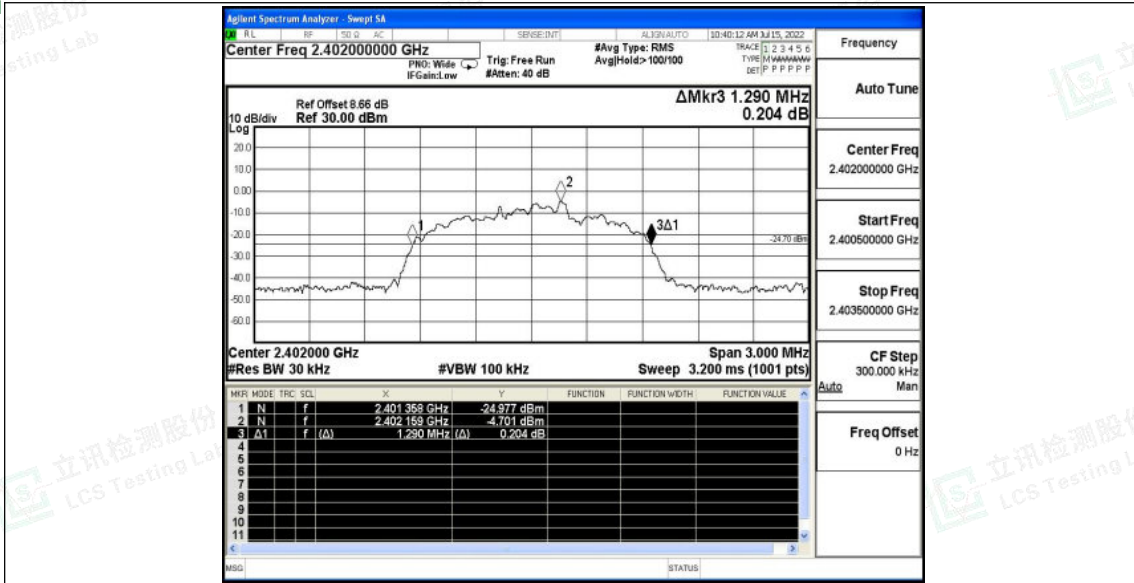 Agilent Spectrum Analyzer - Swept SA
RL RF 50 Ω AC SENSE:INT ALIGN AUTO 10:40:12 AM Jul 15, 2022
Center Freq 2.402000000 GHz
PNO: Wide
IFGain:Low
Trig: Free Run
#Atten: 40 dB
#Avg Type: RMS
Avg|Hold:>100/100
TRACE 1 2 3 4 5 6
TYPE M
DET P P P P P P
Frequency
Auto Tune
Center Freq
2.402000000 GHz
Start Freq
2.400500000 GHz
Stop Freq
2.403500000 GHz
CF Step
300.000 kHz
Auto Man
Freq Offset
0 Hz
Ref Offset 8.66 dB
10 dB/div Ref 30.00 dBm
Log
ΔMkr3 1.290 MHz
0.204 dB
20.0
10.0
0.00
-10.0
-20.0
-30.0
-40.0
-50.0
-60.0
1
2
3Δ1
-24.70 dBm
Center 2.402000 GHz Span 3.000 MHz
#Res BW 30 kHz #VBW 100 kHz Sweep 3.200 ms (1001 pts)
MKR MODE TRC SCL X Y FUNCTION FUNCTION WIDTH FUNCTION VALUE
1 N f 2.401 358 GHz -24.977 dBm
2 N f 2.402 159 GHz -4.701 dBm
3 Δ1 f (Δ) 1.290 MHz (Δ) 0.204 dB
4
5
6
7
8
9
10
11
MSG STATUS
立讯检测股份
LCS Testing Lab